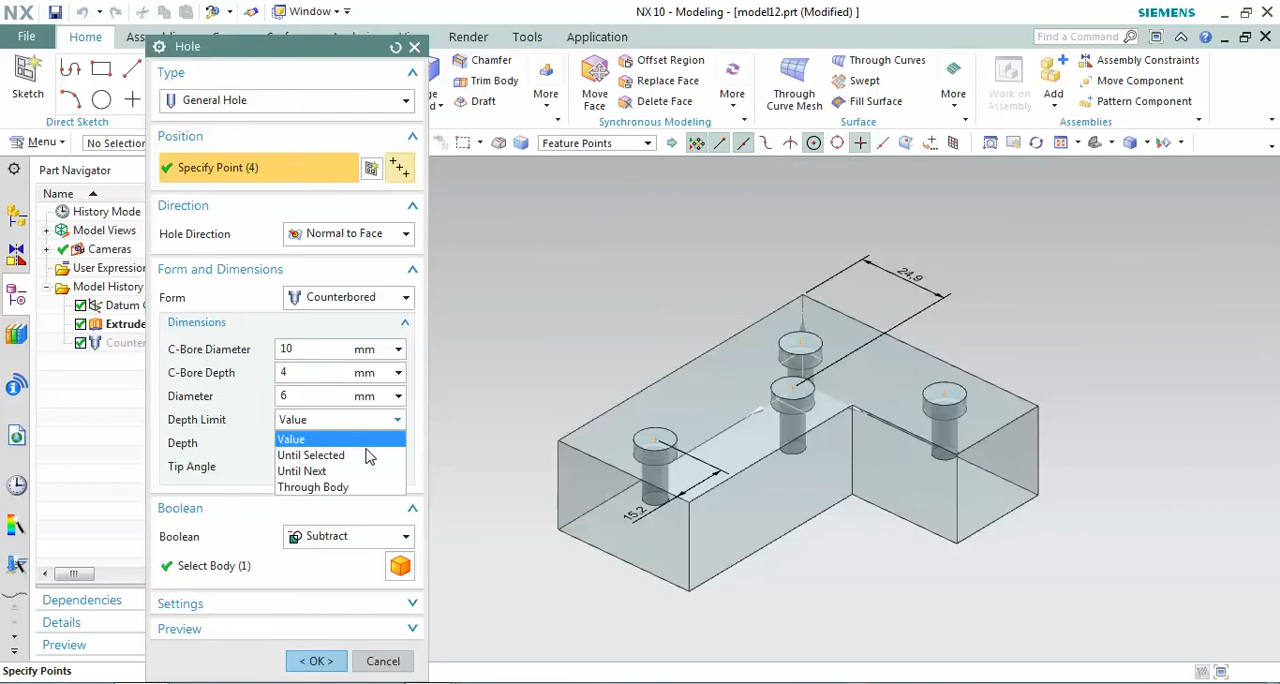 NX
Window
NX 10 - Modeling - [model12.prt (Modified) ]
SIEMENS
File
Home
Render
Tools
Application
Find a Command
Hole
Type
General Hole
Position
Specify Point (4)
Direction
Hole Direction
Normal to Face
Form and Dimensions
Form
Counterbored
Dimensions
C-Bore Diameter
10
mm
C-Bore Depth
4
mm
Diameter
6
mm
Depth Limit
Value
Depth
Tip Angle
Value
Until Selected
Until Next
Through Body
Boolean
Boolean
Subtract
Select Body (1)
Settings
Preview
< OK >
Cancel
Sketch
Direct Sketch
Menu
No Selection
Part Navigator
Name
History Mode
Model Views
Cameras
User Expression
Model History
Datum C
Extrude
Counter
Dependencies
Details
Preview
Specify Points
Chamfer
Trim Body
Draft
More
Move Face
Offset Region
Replace Face
Delete Face
More
Synchronous Modeling
Through Curve Mesh
Through Curves
Swept
Fill Surface
More
Surface
Work on Assembly
Add
Assembly Constraints
Move Component
Pattern Component
Assemblies
Feature Points
24,9
15,2